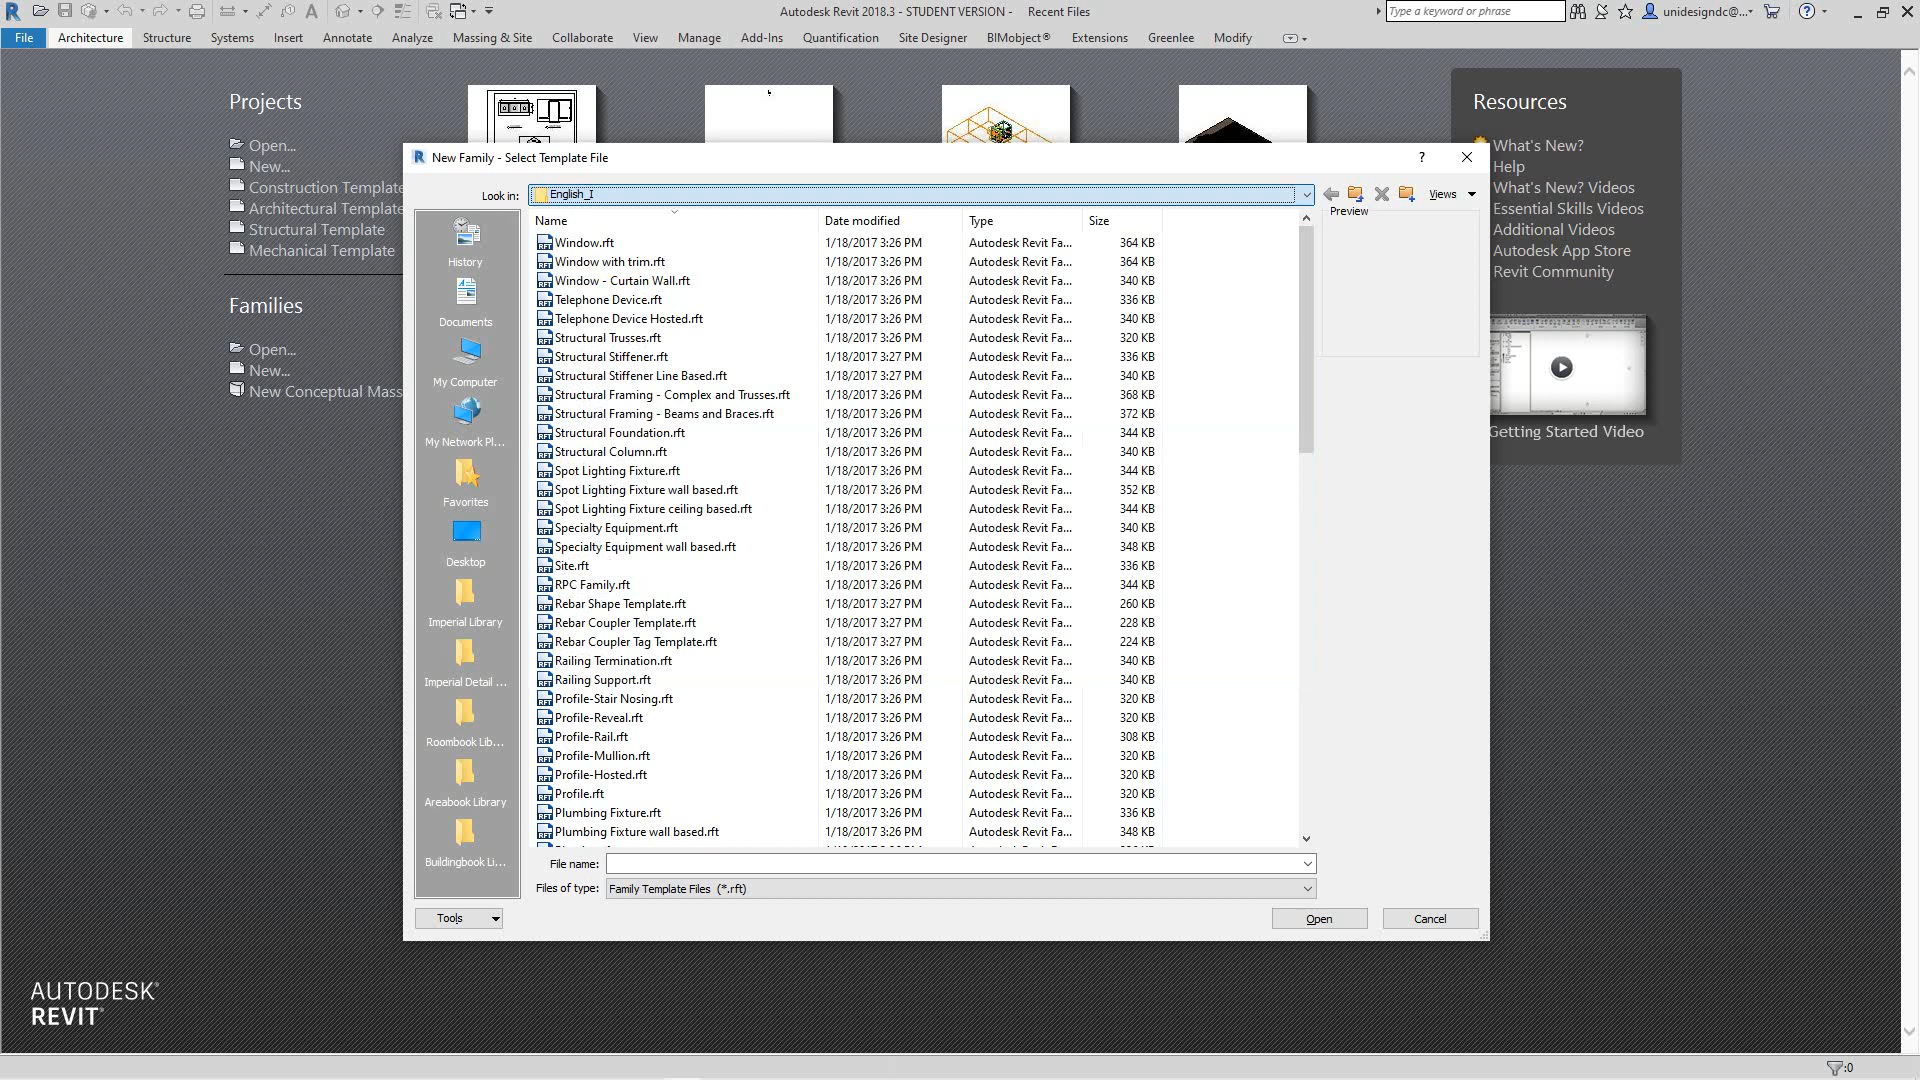 Autodesk Revit 2018.3 - STUDENT VERSION -    Recent Files
Type a keyword or phrase
unidesigndc@...
File Architecture Structure Systems Insert Annotate Analyze Massing & Site Collaborate View Manage Add-Ins Quantification Site Designer BIMobject® Extensions Greenlee Modify
Projects
Open...
New...
Construction Template
Architectural Template
Structural Template
Mechanical Template
Families
Open...
New...
New Conceptual Mass
Resources
What's New?
Help
What's New? Videos
Essential Skills Videos
Additional Videos
Autodesk App Store
Revit Community
Getting Started Video
New Family - Select Template File
Look in: English_I
Views
Preview
History
Documents
My Computer
My Network Pl...
Favorites
Desktop
Imperial Library
Imperial Detail ...
Roombook Lib...
Areabook Library
Buildingbook Li...
Name Date modified Type Size
Window.rft 1/18/2017 3:26 PM Autodesk Revit Fa... 364 KB
Window with trim.rft 1/18/2017 3:26 PM Autodesk Revit Fa... 364 KB
Window - Curtain Wall.rft 1/18/2017 3:26 PM Autodesk Revit Fa... 340 KB
Telephone Device.rft 1/18/2017 3:26 PM Autodesk Revit Fa... 336 KB
Telephone Device Hosted.rft 1/18/2017 3:26 PM Autodesk Revit Fa... 340 KB
Structural Trusses.rft 1/18/2017 3:26 PM Autodesk Revit Fa... 320 KB
Structural Stiffener.rft 1/18/2017 3:27 PM Autodesk Revit Fa... 336 KB
Structural Stiffener Line Based.rft 1/18/2017 3:27 PM Autodesk Revit Fa... 340 KB
Structural Framing - Complex and Trusses.rft 1/18/2017 3:26 PM Autodesk Revit Fa... 368 KB
Structural Framing - Beams and Braces.rft 1/18/2017 3:26 PM Autodesk Revit Fa... 372 KB
Structural Foundation.rft 1/18/2017 3:26 PM Autodesk Revit Fa... 344 KB
Structural Column.rft 1/18/2017 3:26 PM Autodesk Revit Fa... 340 KB
Spot Lighting Fixture.rft 1/18/2017 3:26 PM Autodesk Revit Fa... 344 KB
Spot Lighting Fixture wall based.rft 1/18/2017 3:26 PM Autodesk Revit Fa... 352 KB
Spot Lighting Fixture ceiling based.rft 1/18/2017 3:26 PM Autodesk Revit Fa... 344 KB
Specialty Equipment.rft 1/18/2017 3:26 PM Autodesk Revit Fa... 340 KB
Specialty Equipment wall based.rft 1/18/2017 3:26 PM Autodesk Revit Fa... 348 KB
Site.rft 1/18/2017 3:26 PM Autodesk Revit Fa... 336 KB
RPC Family.rft 1/18/2017 3:26 PM Autodesk Revit Fa... 344 KB
Rebar Shape Template.rft 1/18/2017 3:27 PM Autodesk Revit Fa... 260 KB
Rebar Coupler Template.rft 1/18/2017 3:27 PM Autodesk Revit Fa... 228 KB
Rebar Coupler Tag Template.rft 1/18/2017 3:27 PM Autodesk Revit Fa... 224 KB
Railing Termination.rft 1/18/2017 3:26 PM Autodesk Revit Fa... 340 KB
Railing Support.rft 1/18/2017 3:26 PM Autodesk Revit Fa... 340 KB
Profile-Stair Nosing.rft 1/18/2017 3:26 PM Autodesk Revit Fa... 320 KB
Profile-Reveal.rft 1/18/2017 3:26 PM Autodesk Revit Fa... 320 KB
Profile-Rail.rft 1/18/2017 3:26 PM Autodesk Revit Fa... 308 KB
Profile-Mullion.rft 1/18/2017 3:26 PM Autodesk Revit Fa... 320 KB
Profile-Hosted.rft 1/18/2017 3:26 PM Autodesk Revit Fa... 320 KB
Profile.rft 1/18/2017 3:26 PM Autodesk Revit Fa... 320 KB
Plumbing Fixture.rft 1/18/2017 3:26 PM Autodesk Revit Fa... 336 KB
Plumbing Fixture wall based.rft 1/18/2017 3:26 PM Autodesk Revit Fa... 348 KB
File name:
Files of type: Family Template Files (*.rft)
Tools
Open
Cancel
AUTODESK®
REVIT®
:0